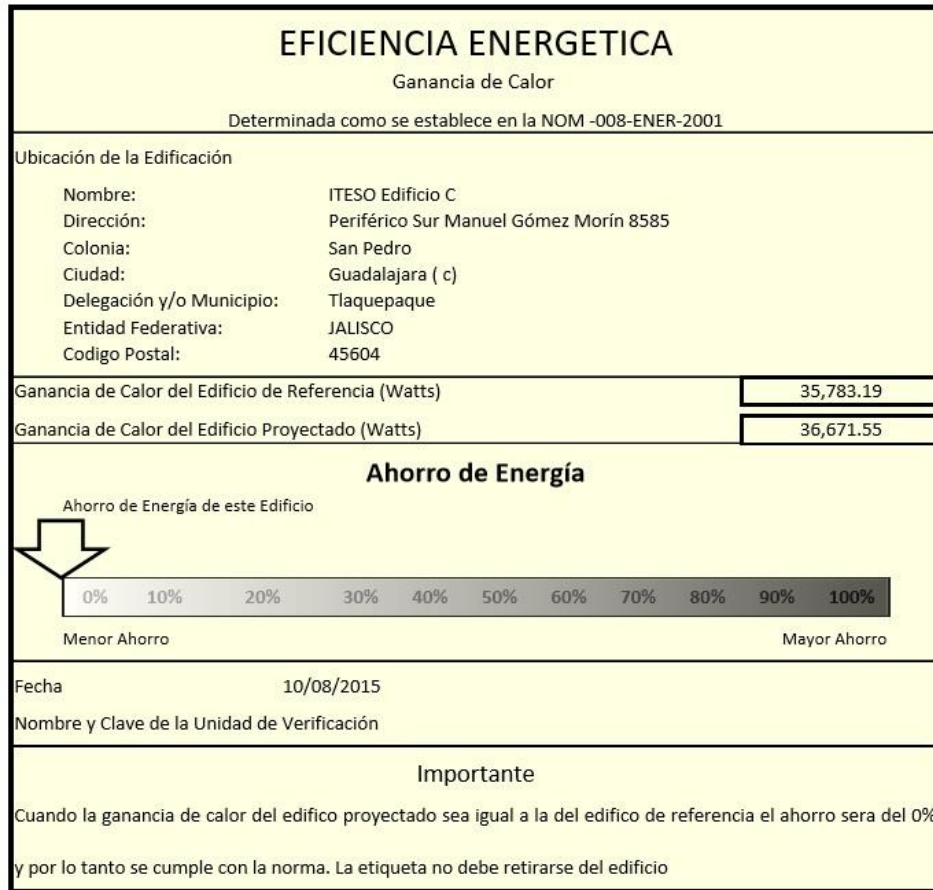 EFICIENCIA ENERGETICA
Ganancia de Calor
Determinada como se establece en la NOM -008-ENER-2001
Ubicación de la Edificación
Nombre: ITESO Edificio C
Dirección: Periférico Sur Manuel Gómez Morín 8585
Colonia: San Pedro
Ciudad: Guadalajara ( c)
Delegación y/o Municipio: Tlaquepaque
Entidad Federativa: JALISCO
Codigo Postal: 45604
Ganancia de Calor del Edificio de Referencia (Watts) 35,783.19
Ganancia de Calor del Edificio Proyectado (Watts) 36,671.55
Ahorro de Energía
Ahorro de Energía de este Edificio
0% 10% 20% 30% 40% 50% 60% 70% 80% 90% 100%
Menor Ahorro Mayor Ahorro
Fecha 10/08/2015
Nombre y Clave de la Unidad de Verificación
Importante
Cuando la ganancia de calor del edifico proyectado sea igual a la del edifico de referencia el ahorro sera del 0%
y por lo tanto se cumple con la norma. La etiqueta no debe retirarse del edificio